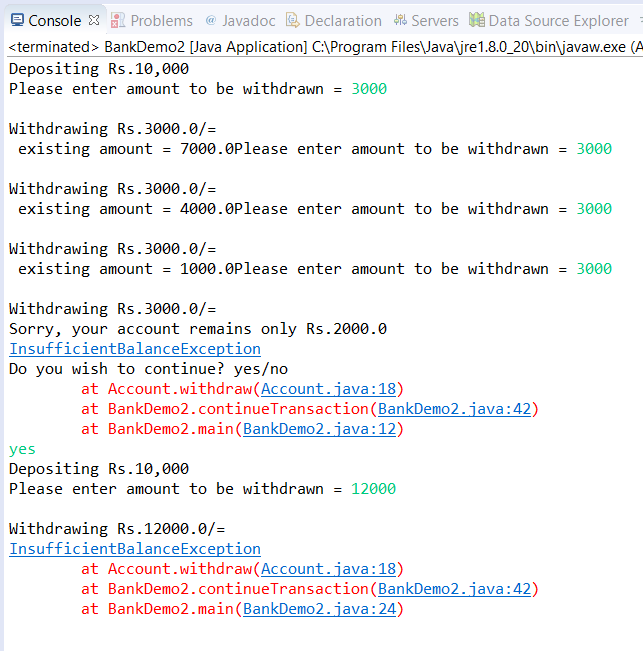 Console Problems @ Javadoc Declaration Servers Data Source Explorer
<terminated> BankDemo2 [Java Application] C:\Program Files\Java\jre1.8.0_20\bin\javaw.exe (A
Depositing Rs.10,000
Please enter amount to be withdrawn = 3000
Withdrawing Rs.3000.0/=
existing amount = 7000.0Please enter amount to be withdrawn = 3000
Withdrawing Rs.3000.0/=
existing amount = 4000.0Please enter amount to be withdrawn = 3000
Withdrawing Rs.3000.0/=
existing amount = 1000.0Please enter amount to be withdrawn = 3000
Withdrawing Rs.3000.0/=
Sorry, your account remains only Rs.2000.0
InsufficientBalanceException
Do you wish to continue? yes/no
at Account.withdraw(Account.java:18)
at BankDemo2.continueTransaction(BankDemo2.java:42)
at BankDemo2.main(BankDemo2.java:12)
yes
Depositing Rs.10,000
Please enter amount to be withdrawn = 12000
Withdrawing Rs.12000.0/=
InsufficientBalanceException
at Account.withdraw(Account.java:18)
at BankDemo2.continueTransaction(BankDemo2.java:42)
at BankDemo2.main(BankDemo2.java:24)